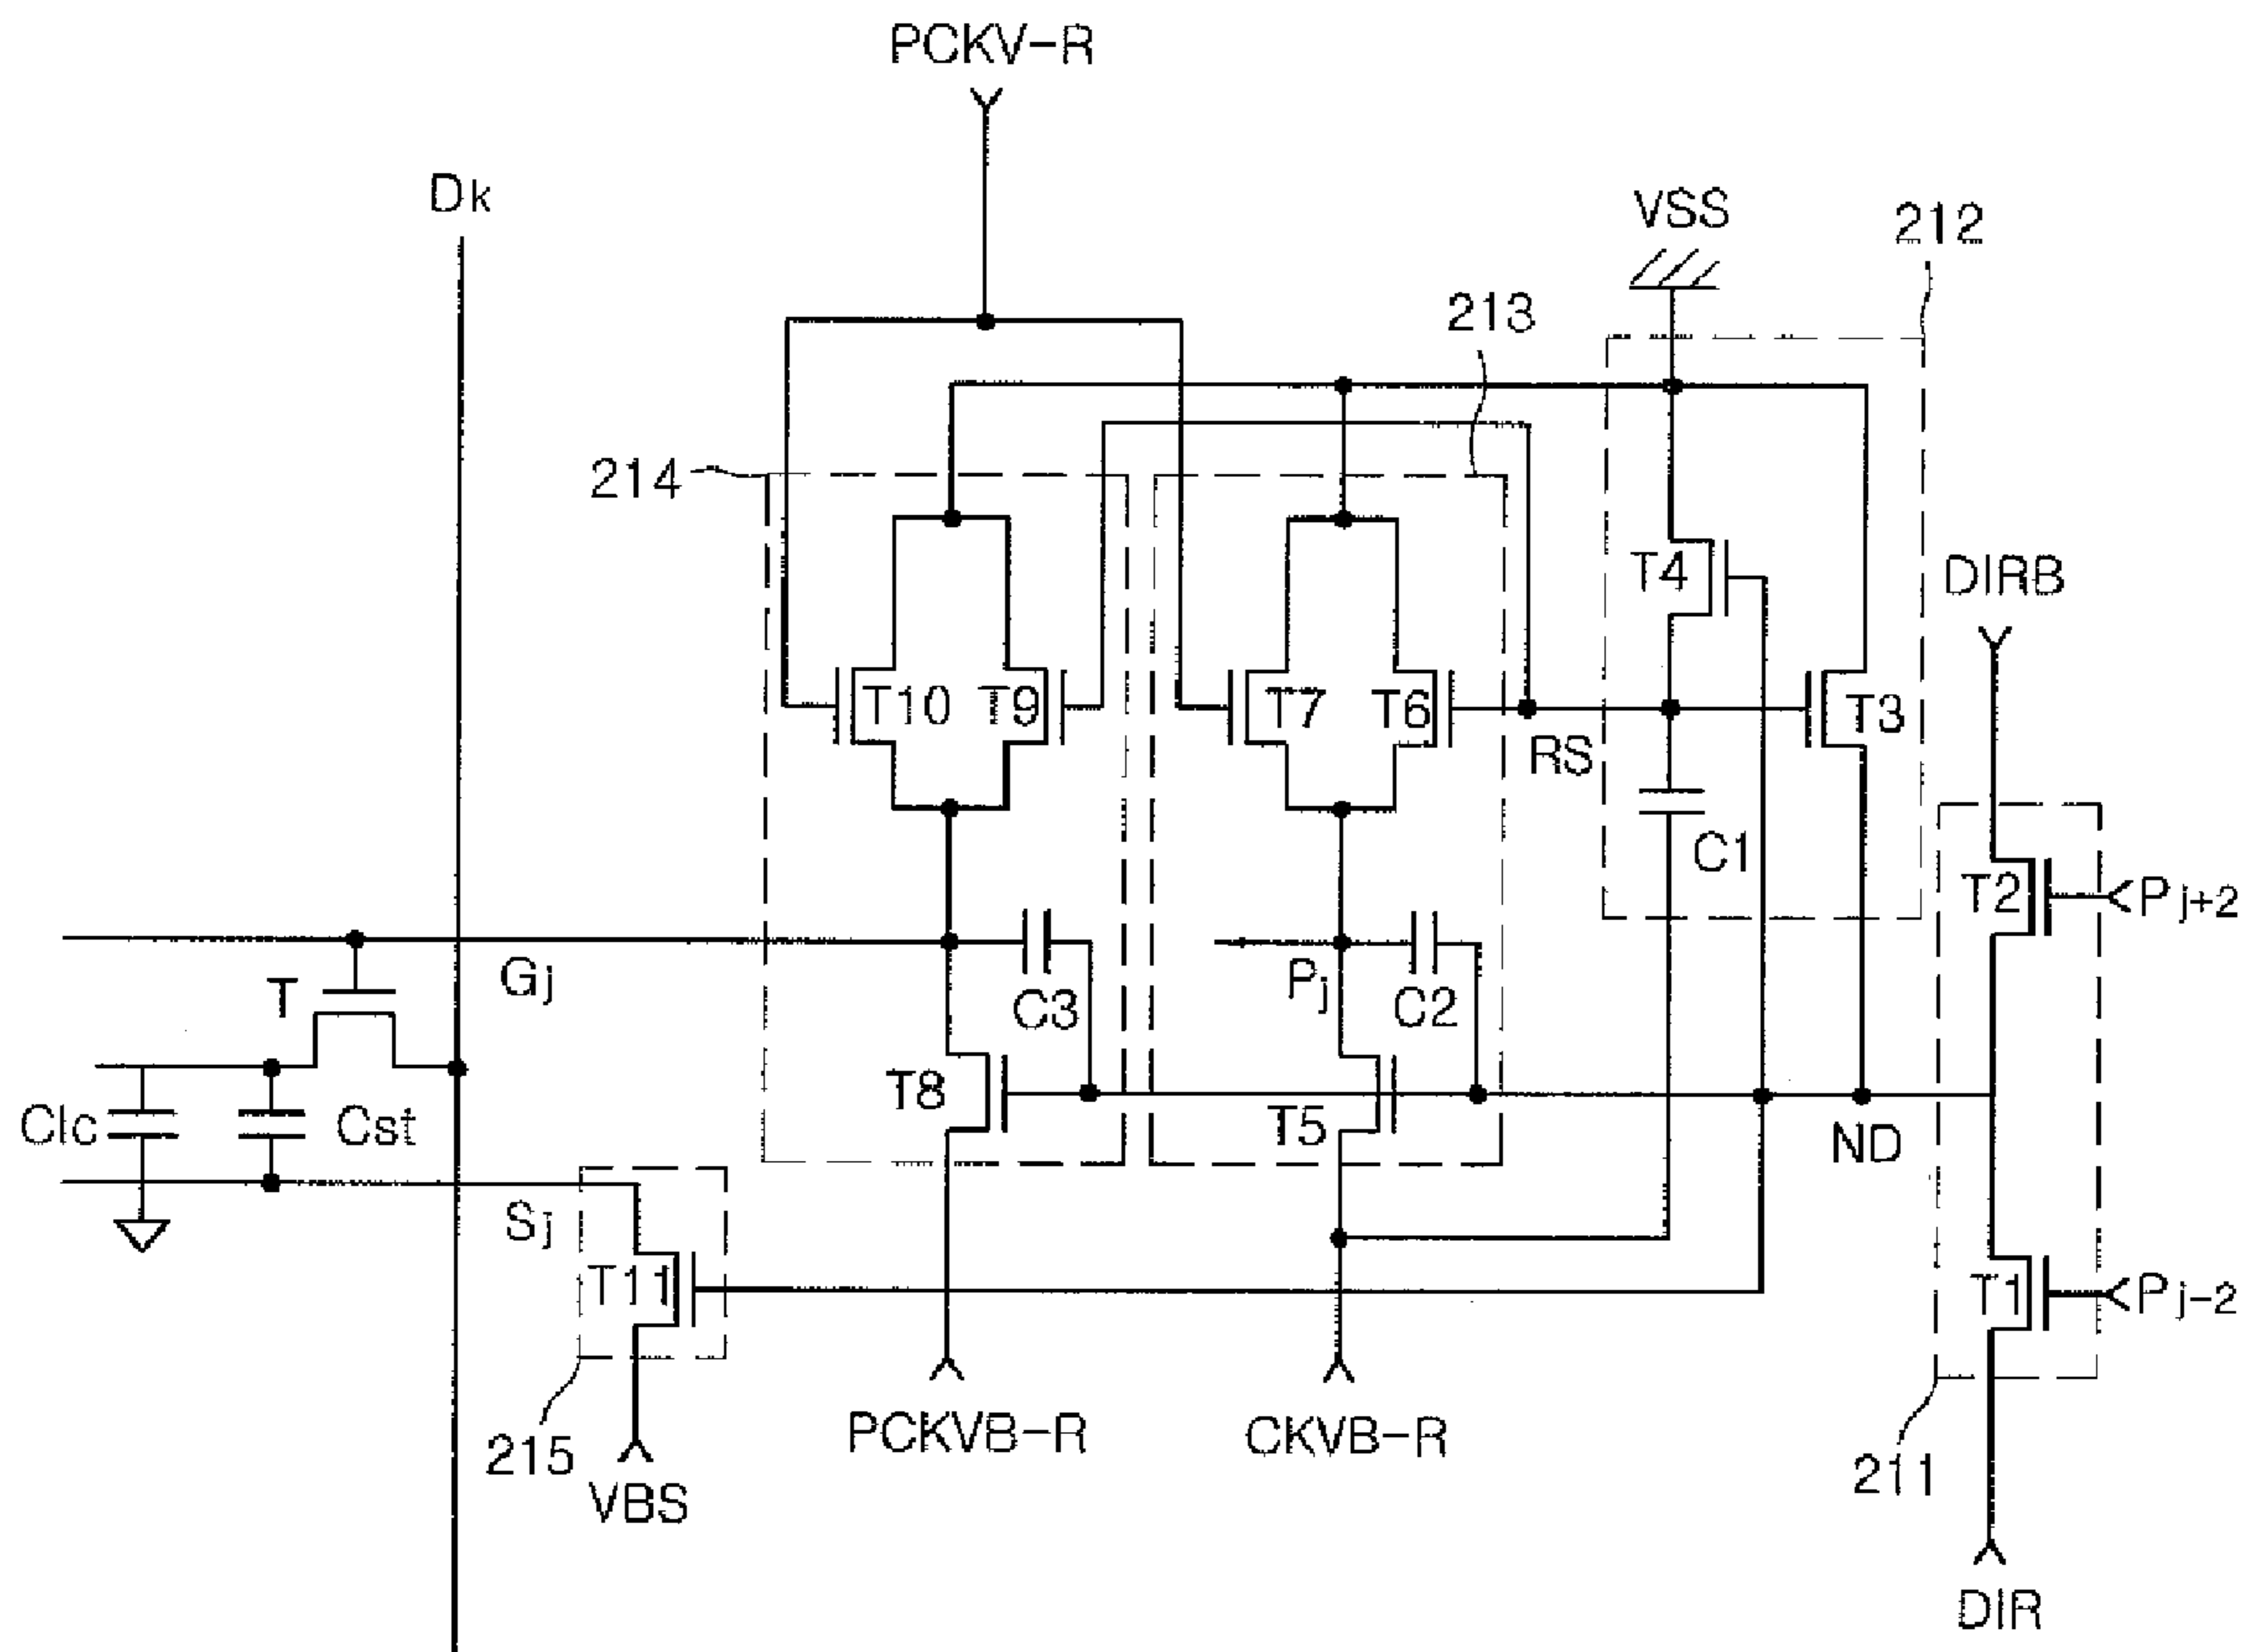 PCKV-R
Dk
VSS
212
213
214
T4
DIRB
T10
T9
T7
T6
T3
RS
C1
T2
Pj+2
Gj
T
C3
Pj
C2
T8
T5
Clc
Cst
ND
Sj
T11
T1
Pj-2
215
VBS
PCKVB-R
CKVB-R
211
DIR